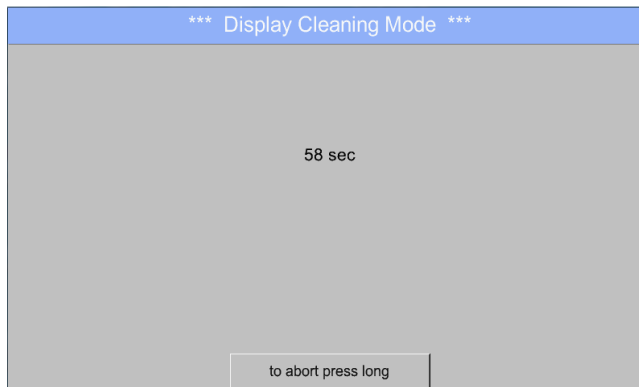 *** Display Cleaning Mode ***
58 sec
to abort press long